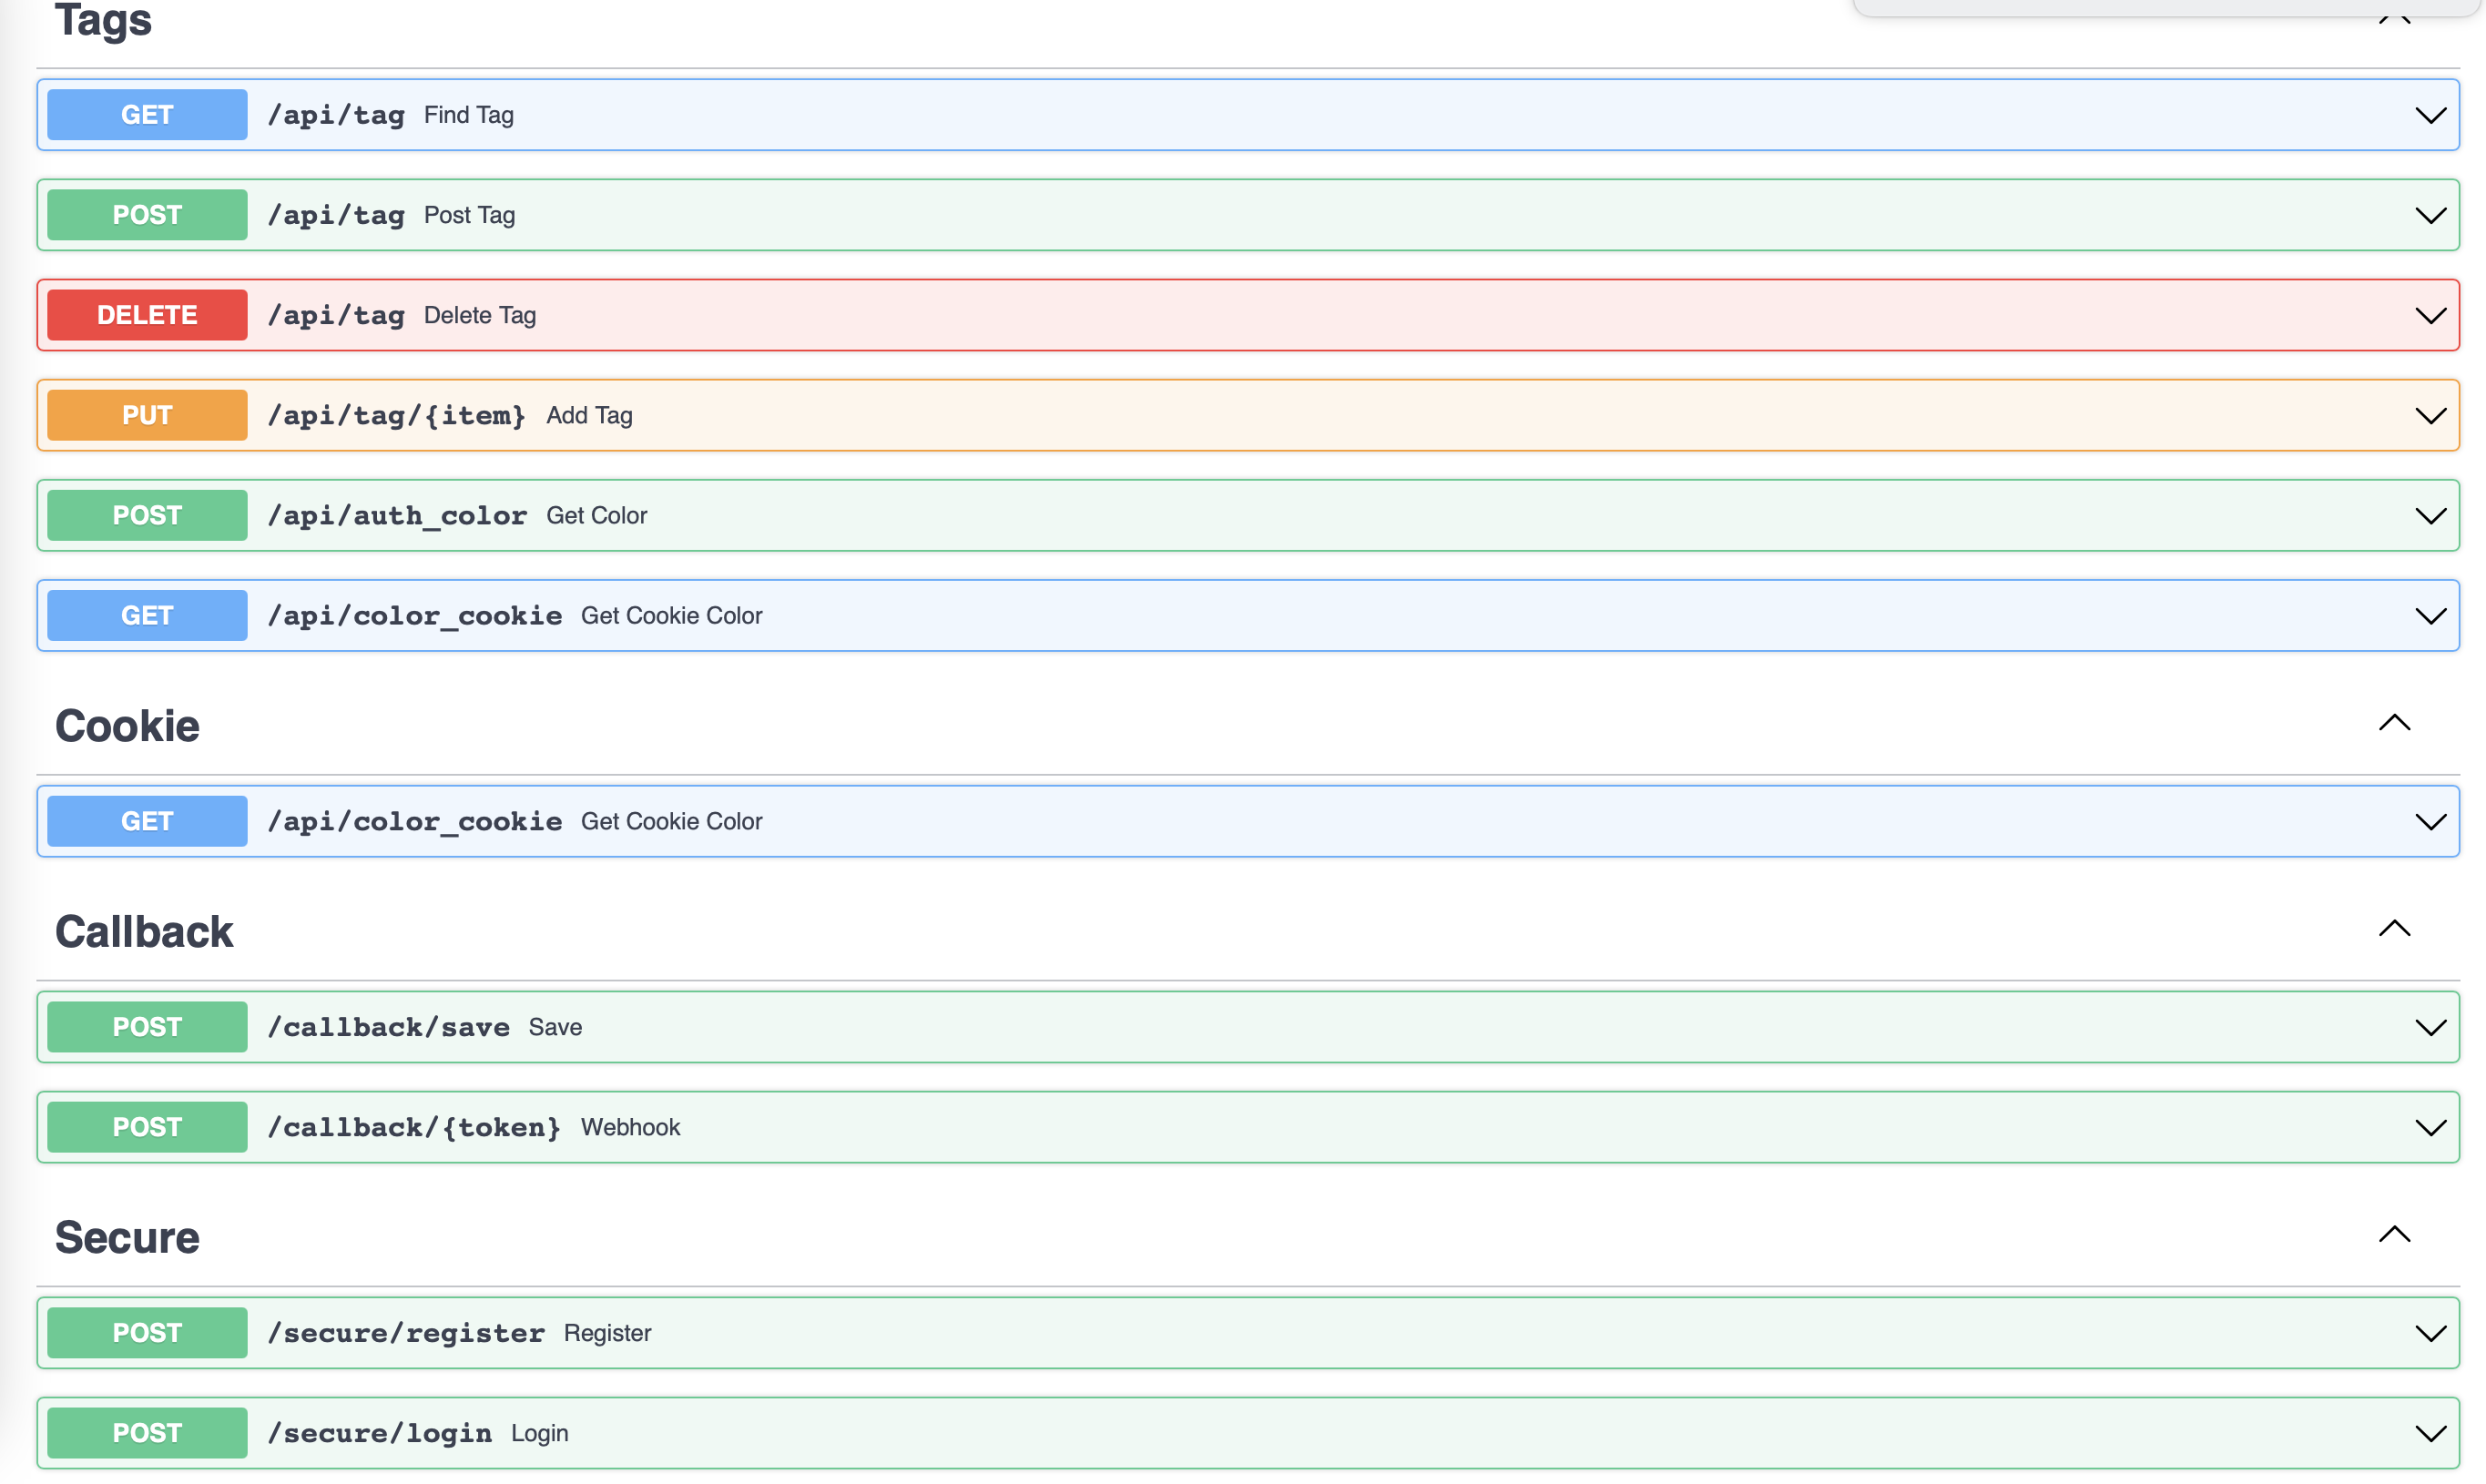 Tags
GET /api/tag Find Tag
POST /api/tag Post Tag
DELETE /api/tag Delete Tag
PUT /api/tag/{item} Add Tag
POST /api/auth_color Get Color
GET /api/color_cookie Get Cookie Color
Cookie
GET /api/color_cookie Get Cookie Color
Callback
POST /callback/save Save
POST /callback/{token} Webhook
Secure
POST /secure/register Register
POST /secure/login Login